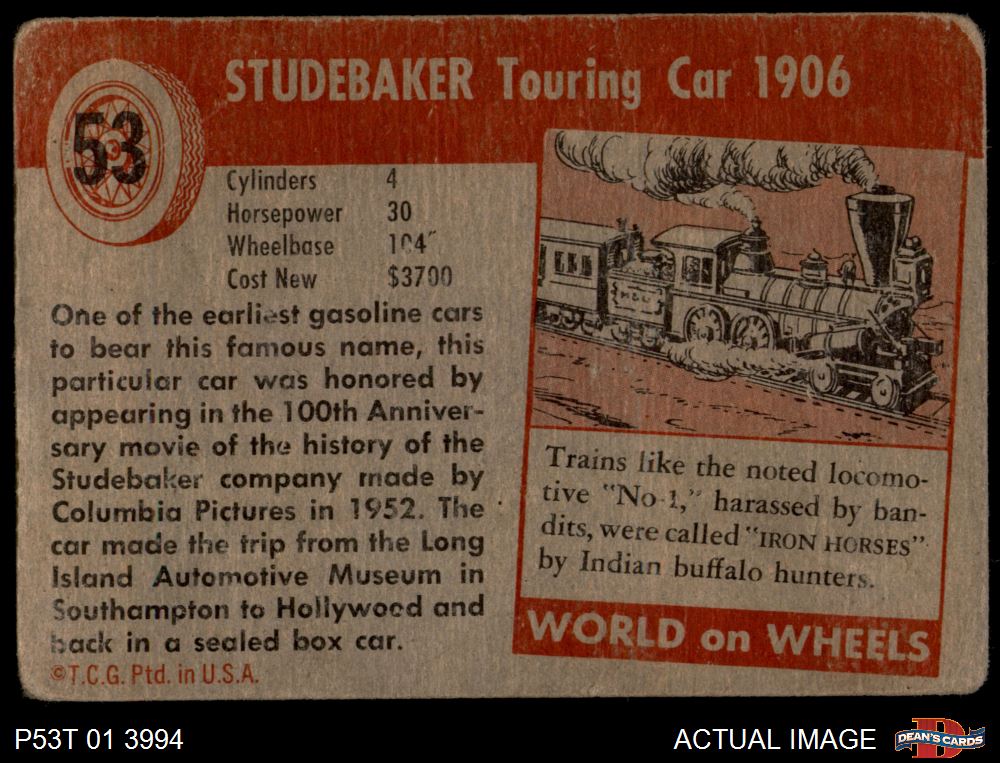 STUDEBAKER Touring Car 1906
53
Cylinders 4
Horsepower 30
Wheelbase 104"
Cost New $3700
One of the earliest gasoline cars
to bear this famous name, this
particular car was honored by
appearing in the 100th Anniver-
sary movie of the history of the
Studebaker company made by
Columbia Pictures in 1952. The
car made the trip from the Long
Island Automotive Museum in
Southampton to Hollywood and
back in a sealed box car.
©T.C.G. Ptd. in U.S.A.
Trains like the noted locomo-
tive "No 1," harassed by ban-
dits, were called "IRON HORSES"
by Indian buffalo hunters.
WORLD on WHEELS
P53T 01 3994
ACTUAL IMAGE
DEAN'S CARDS